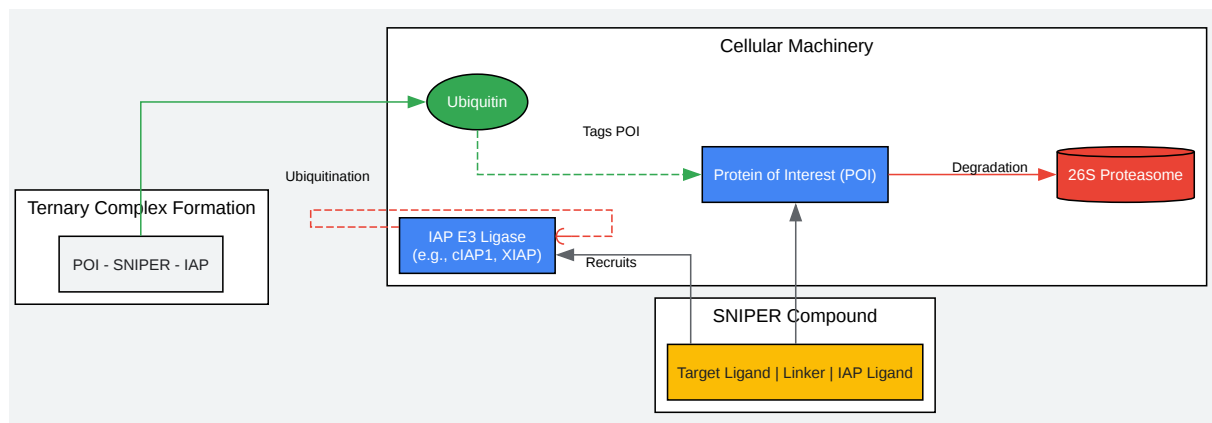 Cellular Machinery
Ubiquitin
Tags POI
Protein of Interest (POI)
Degradation
26S Proteasome
Ubiquitination
Ternary Complex Formation
POI - SNIPER - IAP
IAP E3 Ligase
(e.g., cIAP1, XIAP)
Recruits
SNIPER Compound
Target Ligand | Linker | IAP Ligand